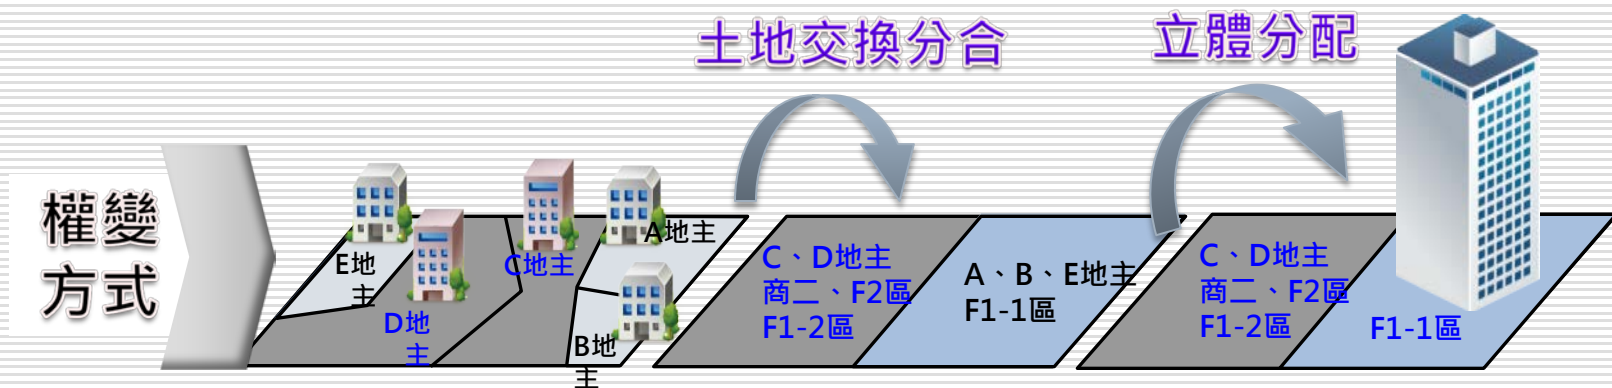 土地交換分合
立體分配
權變
方式
E地
主
D地
主
C地主
A地主
B地
主
C、D地主
商二、F2區
F1-2區
A、B、E地主
F1-1區
C、D地主
商二、F2區
F1-2區
F1-1區